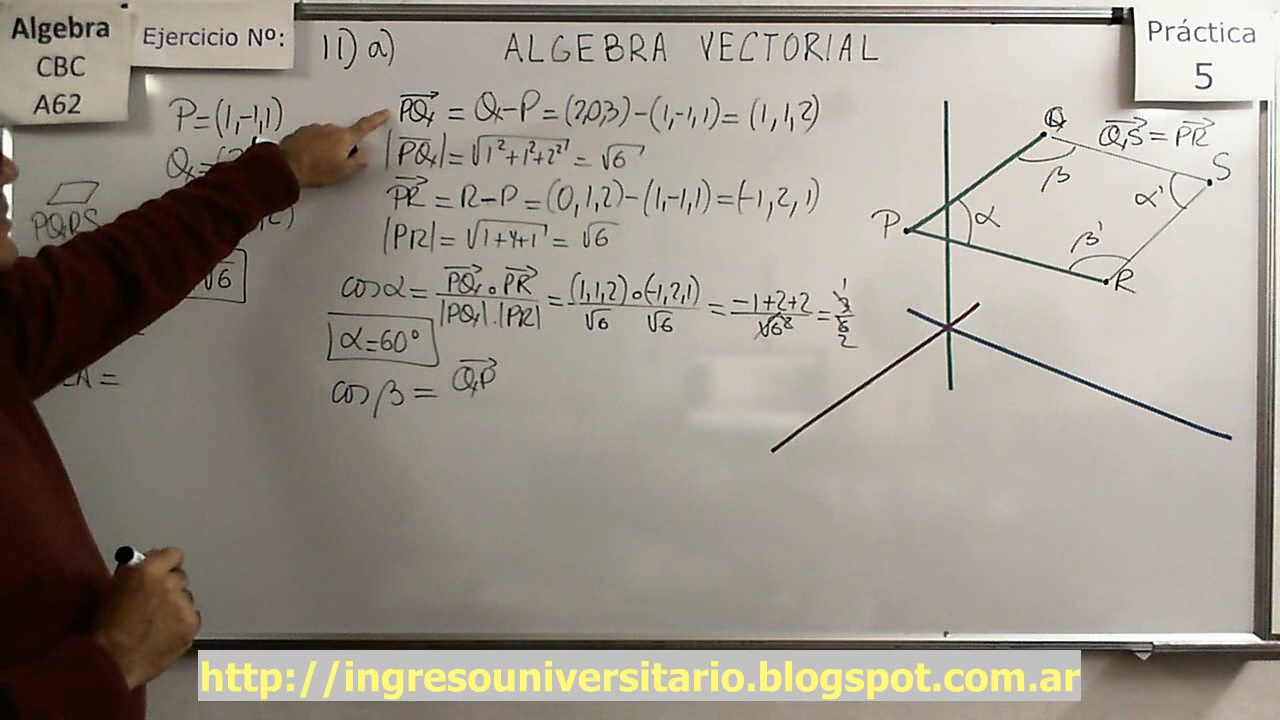 Algebra
CBC
A62
Ejercicio Nº:
11) a)
ALGEBRA VECTORIAL
Práctica
5
P=(1,-1,1)
Q=(2
PQRS
√6
PQ = Q-P = (2,0,3)-(1,-1,1) = (1,1,2)
|PQ| = √1²+1²+2² = √6
PR = R-P = (0,1,2)-(1,-1,1) = (-1,2,1)
|PR| = √1+4+1 = √6
cos α = PQ∘PR / |PQ|.|PR| = (1,1,2)∘(-1,2,1) / √6 √6 = -1+2+2 / √6² = 3/6 1/2
α=60°
cos β = QP
Q
QS = PR
S
β
α'
P
α
β'
R
http://ingresouniversitario.blogspot.com.ar